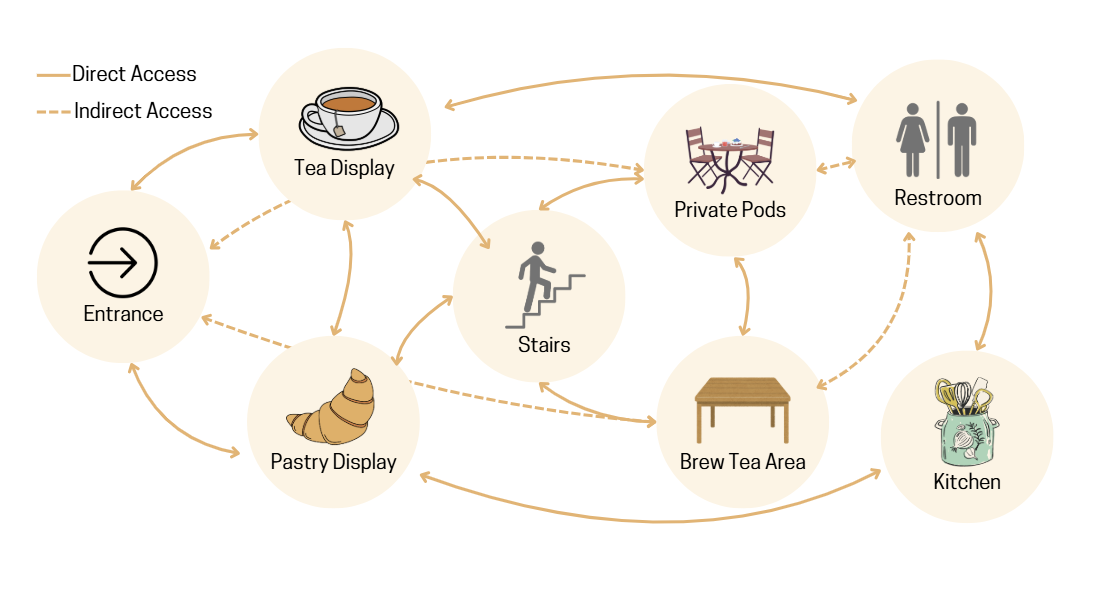 Direct Access
Indirect Access
Tea Display
Private Pods
Restroom
Entrance
Stairs
Pastry Display
Brew Tea Area
Kitchen